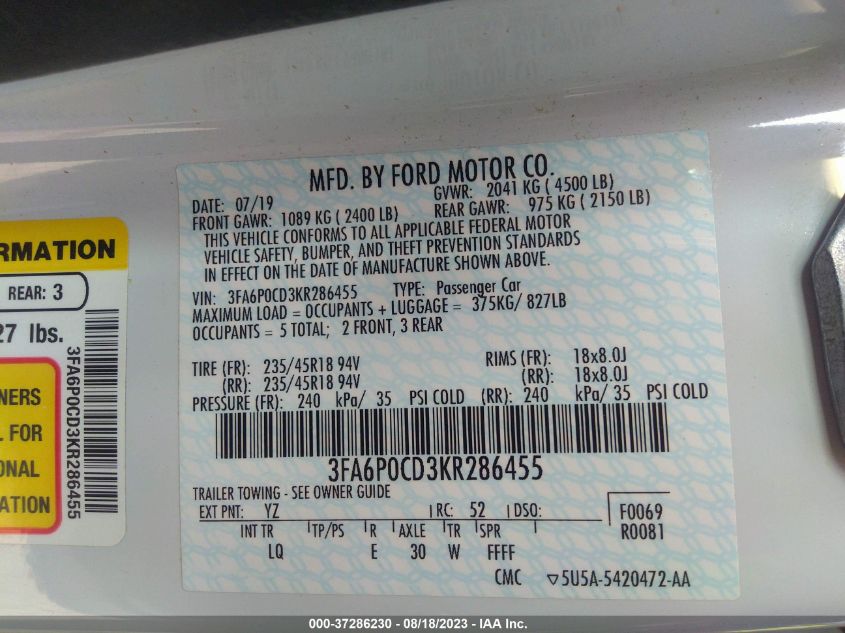 MFD. BY FORD MOTOR CO.
DATE: 07/19
GVWR: 2041 KG ( 4500 LB)
FRONT GAWR: 1089 KG ( 2400 LB)
REAR GAWR: 975 KG ( 2150 LB)
THIS VEHICLE CONFORMS TO ALL APPLICABLE FEDERAL MOTOR
VEHICLE SAFETY, BUMPER, AND THEFT PREVENTION STANDARDS
IN EFFECT ON THE DATE OF MANUFACTURE SHOWN ABOVE.
VIN: 3FA6P0CD3KR286455 TYPE: Passenger Car
MAXIMUM LOAD = OCCUPANTS + LUGGAGE = 375KG/ 827LB
OCCUPANTS = 5 TOTAL; 2 FRONT, 3 REAR
TIRE (FR): 235/45R18 94V RIMS (FR): 18x8.0J
(RR): 235/45R18 94V (RR): 18x8.0J
PRESSURE (FR): 240 kPa/ 35 PSI COLD (RR): 240 kPa/ 35 PSI COLD
3FA6P0CD3KR286455
TRAILER TOWING - SEE OWNER GUIDE
EXT PNT: YZ RC: 52 DSO:
F0069
R0081
INT TR TP/PS R AXLE TR SPR
LQ E 30 W FFFF
CMC ▽5U5A-5420472-AA
RMATION
REAR: 3
27 lbs.
NERS
L FOR
ONAL
ATION
3FA6P0CD3KR286455
000-37286230 - 08/18/2023 - IAA Inc.